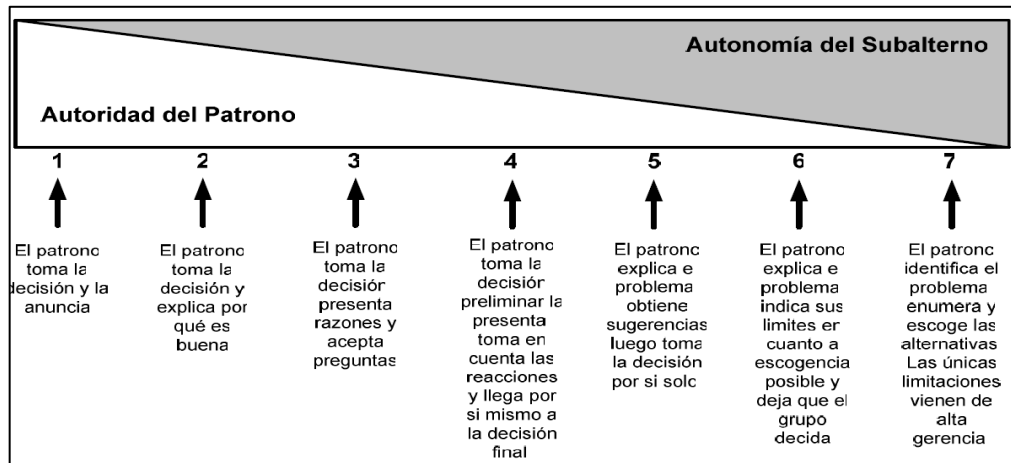 Autonomía del Subalterno
Autoridad del Patrono
1 2 3 4 5 6 7
El patrono
toma la
decisión y la
anuncia
El patrono
toma la
decisión y
explica por
qué es
buena
El patrono
toma la
decisión
presenta
razones y
acepta
preguntas
El patrono
toma la
decisión
preliminar la
presenta
toma en
cuenta las
reacciones
y llega por
si mismo a
la decisión
final
El patrono
explica e
problema
obtiene
sugerencias
luego toma
la decisión
por si solo
El patrono
explica e
problema
indica sus
limites en
cuanto a
escogencia
posible y
deja que el
grupo
decida
El patrono
identifica el
problema
enumera y
escoge las
alternativas
Las únicas
limitaciones
vienen de
alta
gerencia